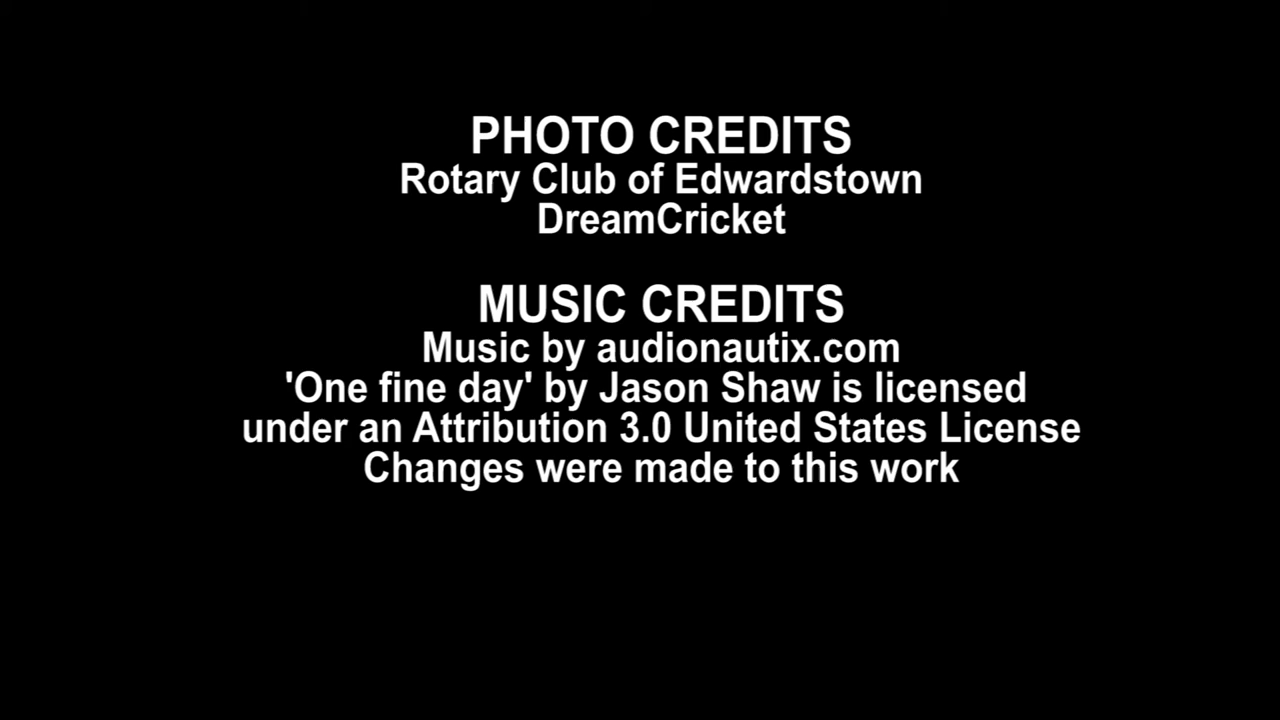 PHOTO CREDITS
Rotary Club of Edwardstown
DreamCricket
MUSIC CREDITS
Music by audionautix.com
'One fine day' by Jason Shaw is licensed
under an Attribution 3.0 United States License
Changes were made to this work